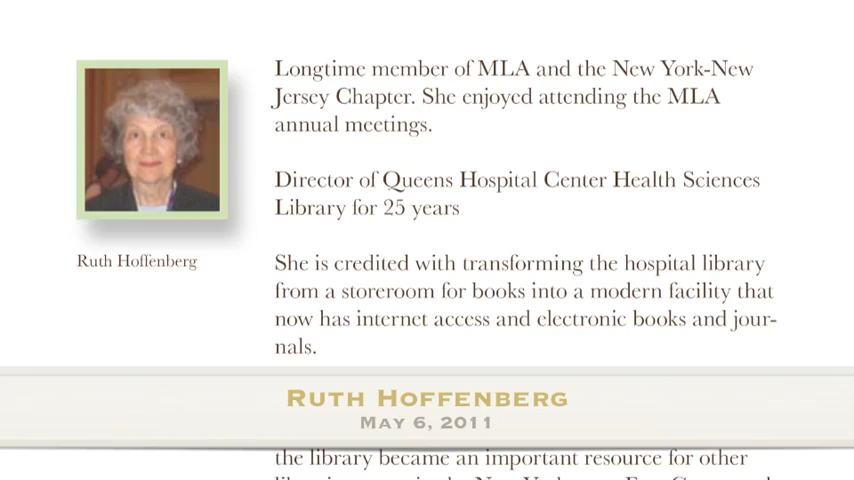 Longtime member of MLA and the New York-New
Jersey Chapter. She enjoyed attending the MLA
annual meetings.
Director of Queens Hospital Center Health Sciences
Library for 25 years
Ruth Hoffenberg
She is credited with transforming the hospital library
from a storeroom for books into a modern facility that
now has internet access and electronic books and jour-
nals.
RUTH HOFFENBERG
MAY 6, 2011
the library became an important resource for other